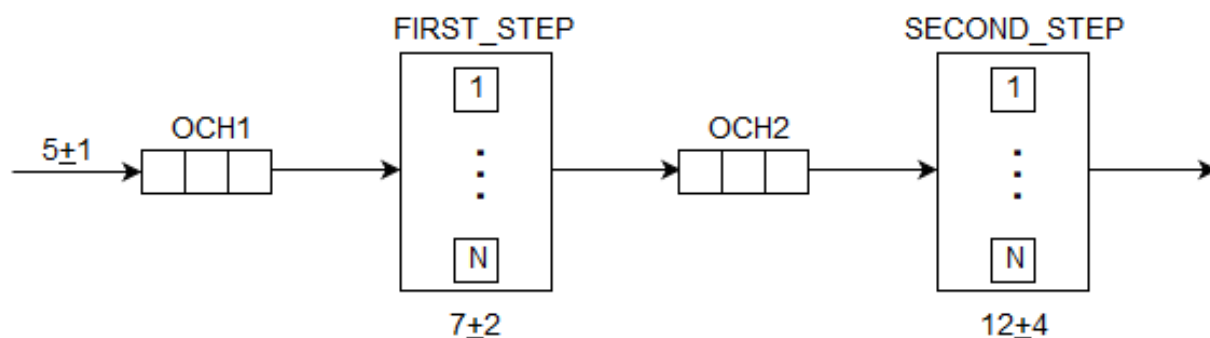 FIRST_STEP
SECOND_STEP
1
1
OCH1
OCH2
5±1
N
N
7±2
12±4